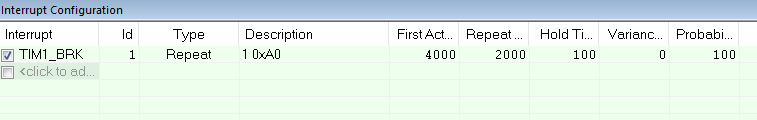 Interrupt Configuration
Interrupt Id Type Description First Act... Repeat ... Hold Ti... Varianc... Probabi...
TIM1_BRK 1 Repeat 1 0xA0 4000 2000 100 0 100
<click to ad...